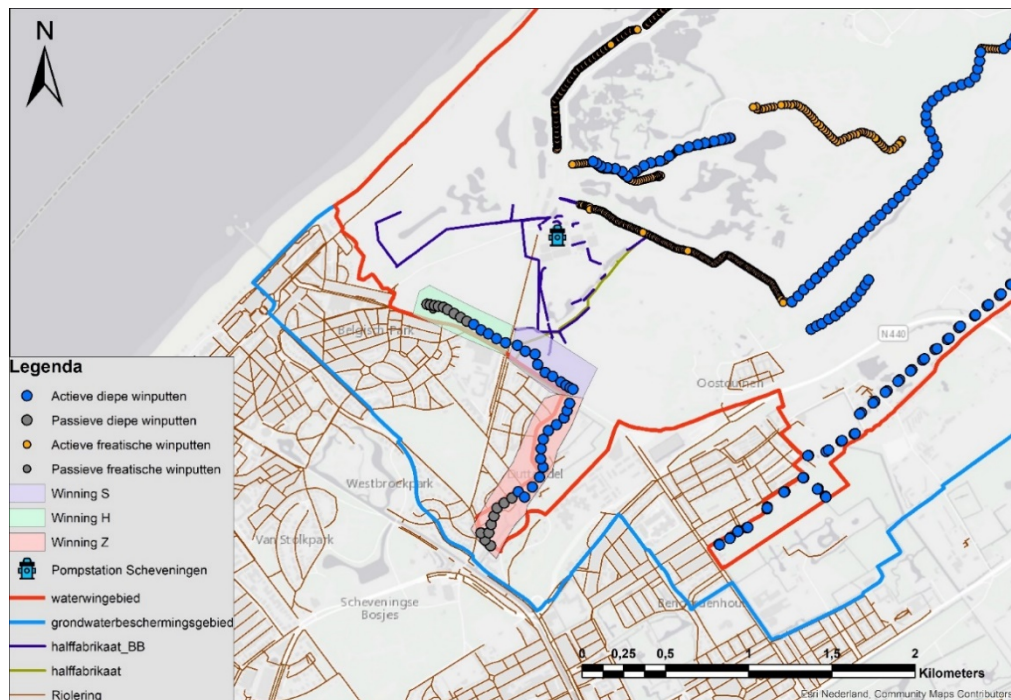 N
N440
Belgisch Park
Oostduinen
Westbroekpark
Van Stolkpark
Scheveningse
Bosjes
Legenda
Actieve diepe winputten
Passieve diepe winputten
Actieve freatische winputten
Passieve freatische winputten
Winning S
Winning H
Winning Z
Pompstation Scheveningen
waterwingebied
grondwaterbeschermingsgebied
halffabrikaat_BB
halffabrikaat
Riolering
0 0,25 0,5 1 1,5 2
Kilometers
Esri Nederland, Community Maps Contributors